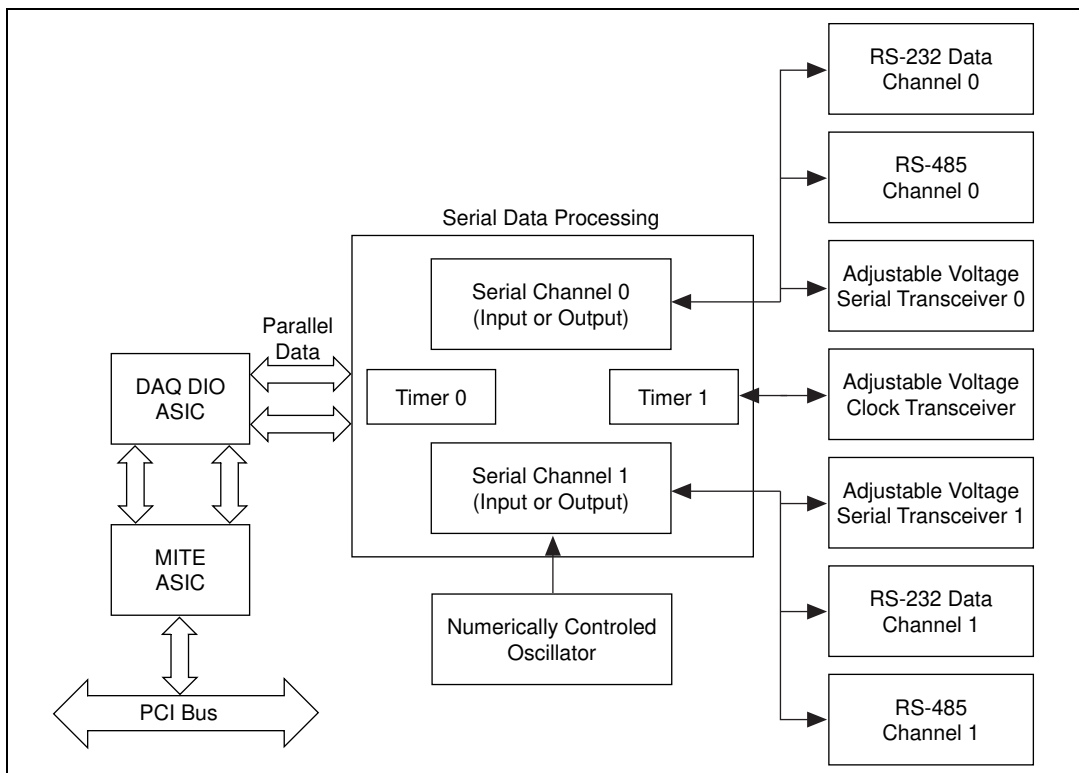 RS-232 Data
Channel 0
RS-485
Channel 0
Serial Data Processing
Serial Channel 0
(Input or Output)
Adjustable Voltage
Serial Transceiver 0
Parallel
Data
DAQ DIO
ASIC
Timer 0
Timer 1
Adjustable Voltage
Clock Transceiver
Serial Channel 1
(Input or Output)
Adjustable Voltage
Serial Transceiver 1
MITE
ASIC
Numerically Controled
Oscillator
RS-232 Data
Channel 1
PCI Bus
RS-485
Channel 1